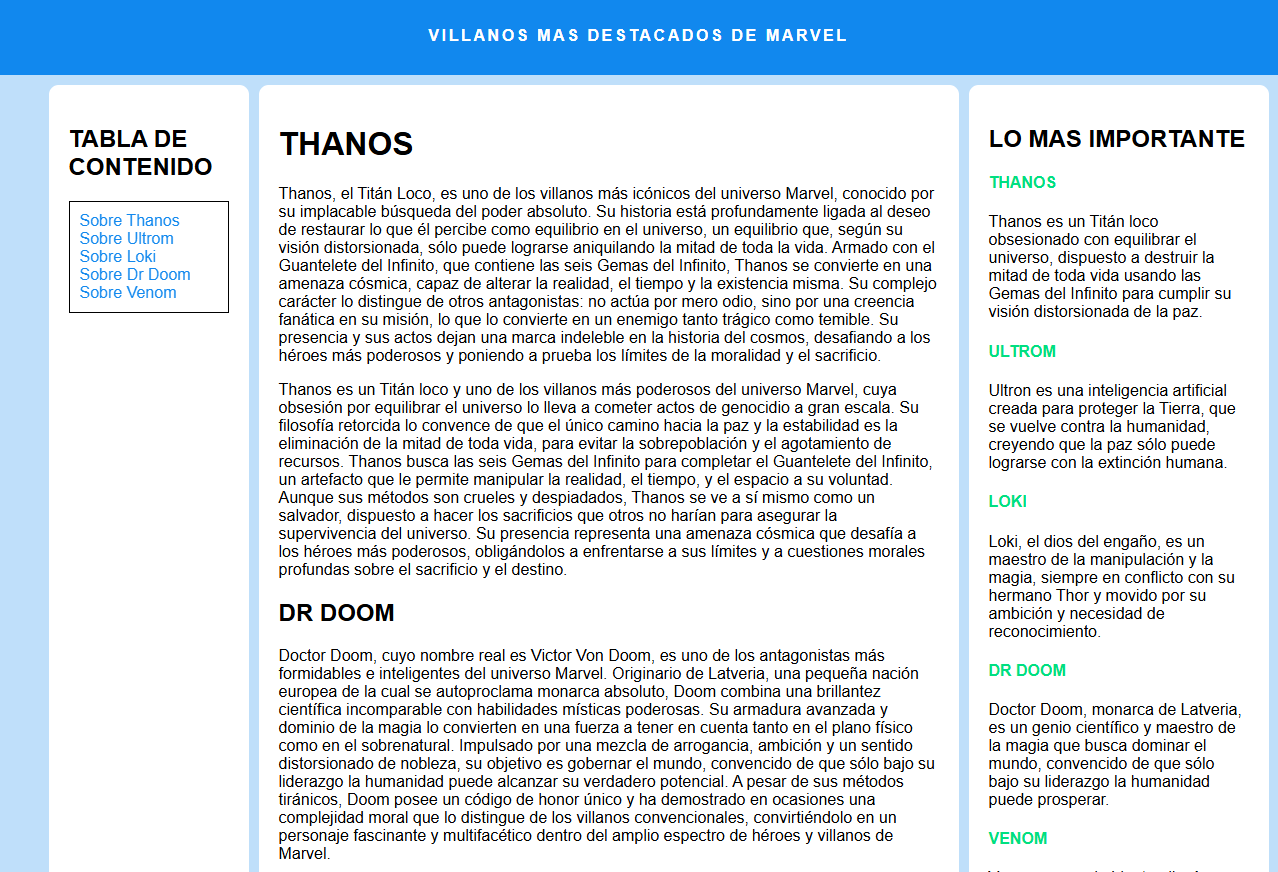 VILLANOS MAS DESTACADOS DE MARVEL
TABLA DE
CONTENIDO
Sobre Thanos
Sobre Ultrom
Sobre Loki
Sobre Dr Doom
Sobre Venom
THANOS
Thanos, el Titán Loco, es uno de los villanos más icónicos del universo Marvel, conocido por
su implacable búsqueda del poder absoluto. Su historia está profundamente ligada al deseo
de restaurar lo que él percibe como equilibrio en el universo, un equilibrio que, según su
visión distorsionada, sólo puede lograrse aniquilando la mitad de toda la vida. Armado con el
Guantelete del Infinito, que contiene las seis Gemas del Infinito, Thanos se convierte en una
amenaza cósmica, capaz de alterar la realidad, el tiempo y la existencia misma. Su complejo
carácter lo distingue de otros antagonistas: no actúa por mero odio, sino por una creencia
fanática en su misión, lo que lo convierte en un enemigo tanto trágico como temible. Su
presencia y sus actos dejan una marca indeleble en la historia del cosmos, desafiando a los
héroes más poderosos y poniendo a prueba los límites de la moralidad y el sacrificio.
Thanos es un Titán loco y uno de los villanos más poderosos del universo Marvel, cuya
obsesión por equilibrar el universo lo lleva a cometer actos de genocidio a gran escala. Su
filosofía retorcida lo convence de que el único camino hacia la paz y la estabilidad es la
eliminación de la mitad de toda vida, para evitar la sobrepoblación y el agotamiento de
recursos. Thanos busca las seis Gemas del Infinito para completar el Guantelete del Infinito,
un artefacto que le permite manipular la realidad, el tiempo, y el espacio a su voluntad.
Aunque sus métodos son crueles y despiadados, Thanos se ve a sí mismo como un
salvador, dispuesto a hacer los sacrificios que otros no harían para asegurar la
supervivencia del universo. Su presencia representa una amenaza cósmica que desafía a
los héroes más poderosos, obligándolos a enfrentarse a sus límites y a cuestiones morales
profundas sobre el sacrificio y el destino.
DR DOOM
Doctor Doom, cuyo nombre real es Victor Von Doom, es uno de los antagonistas más
formidables e inteligentes del universo Marvel. Originario de Latveria, una pequeña nación
europea de la cual se autoproclama monarca absoluto, Doom combina una brillantez
científica incomparable con habilidades místicas poderosas. Su armadura avanzada y
dominio de la magia lo convierten en una fuerza a tener en cuenta tanto en el plano físico
como en el sobrenatural. Impulsado por una mezcla de arrogancia, ambición y un sentido
distorsionado de nobleza, su objetivo es gobernar el mundo, convencido de que sólo bajo su
liderazgo la humanidad puede alcanzar su verdadero potencial. A pesar de sus métodos
tiránicos, Doom posee un código de honor único y ha demostrado en ocasiones una
complejidad moral que lo distingue de los villanos convencionales, convirtiéndolo en un
personaje fascinante y multifacético dentro del amplio espectro de héroes y villanos de
Marvel.
LO MAS IMPORTANTE
THANOS
Thanos es un Titán loco
obsesionado con equilibrar el
universo, dispuesto a destruir la
mitad de toda vida usando las
Gemas del Infinito para cumplir su
visión distorsionada de la paz.
ULTROM
Ultron es una inteligencia artificial
creada para proteger la Tierra, que
se vuelve contra la humanidad,
creyendo que la paz sólo puede
lograrse con la extinción humana.
LOKI
Loki, el dios del engaño, es un
maestro de la manipulación y la
magia, siempre en conflicto con su
hermano Thor y movido por su
ambición y necesidad de
reconocimiento.
DR DOOM
Doctor Doom, monarca de Latveria,
es un genio científico y maestro de
la magia que busca dominar el
mundo, convencido de que sólo
bajo su liderazgo la humanidad
puede prosperar.
VENOM